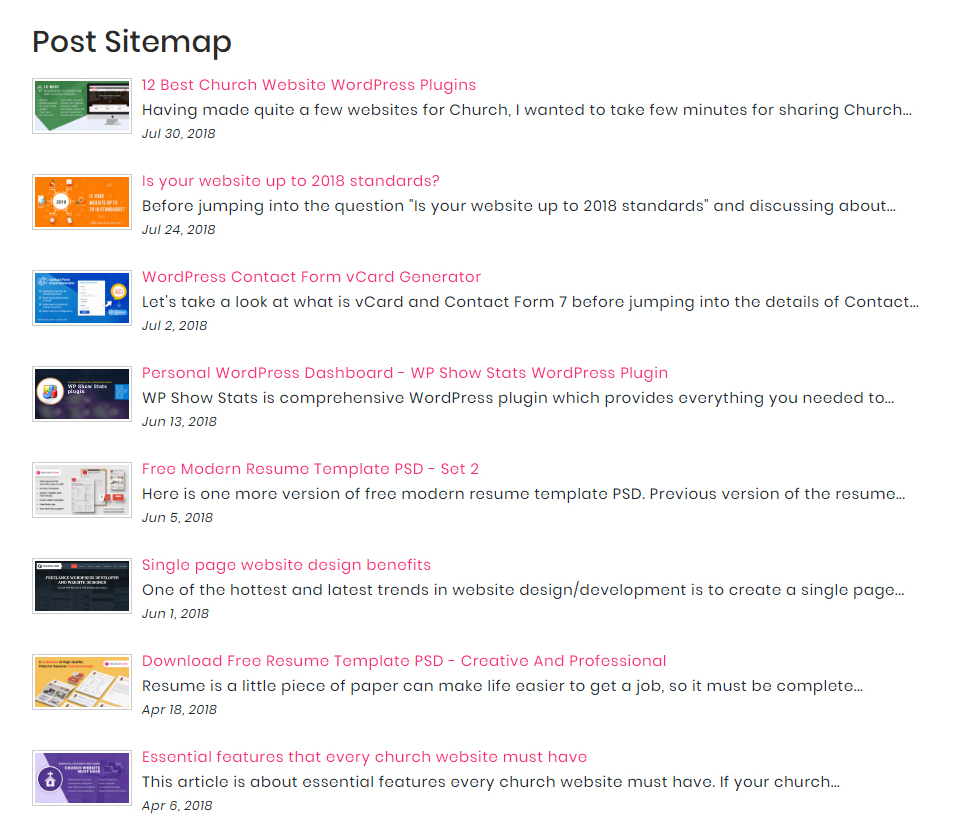 Post Sitemap
12 Best Church Website WordPress Plugins
Having made quite a few websites for Church, I wanted to take few minutes for sharing Church...
Jul 30, 2018
Is your website up to 2018 standards?
Before jumping into the question "Is your website up to 2018 standards" and discussing about...
Jul 24, 2018
WordPress Contact Form vCard Generator
Let's take a look at what is vCard and Contact Form 7 before jumping into the details of Contact...
Jul 2, 2018
WP Show Stats
plugin
Personal WordPress Dashboard - WP Show Stats WordPress Plugin
WP Show Stats is comprehensive WordPress plugin which provides everything you needed to...
Jun 13, 2018
Free Modern Resume Template PSD - Set 2
Here is one more version of free modern resume template PSD. Previous version of the resume...
Jun 5, 2018
FREELANCE WORDPRESS DEVELOPER
AND WEBSITE DESIGNER
Single page website design benefits
One of the hottest and latest trends in website design/development is to create a single page...
Jun 1, 2018
Download Free Resume Template PSD - Creative And Professional
Resume is a little piece of paper can make life easier to get a job, so it must be complete...
Apr 18, 2018
CHURCH WEBSITE
MUST HAVE
Essential features that every church website must have
This article is about essential features every church website must have. If your church...
Apr 6, 2018